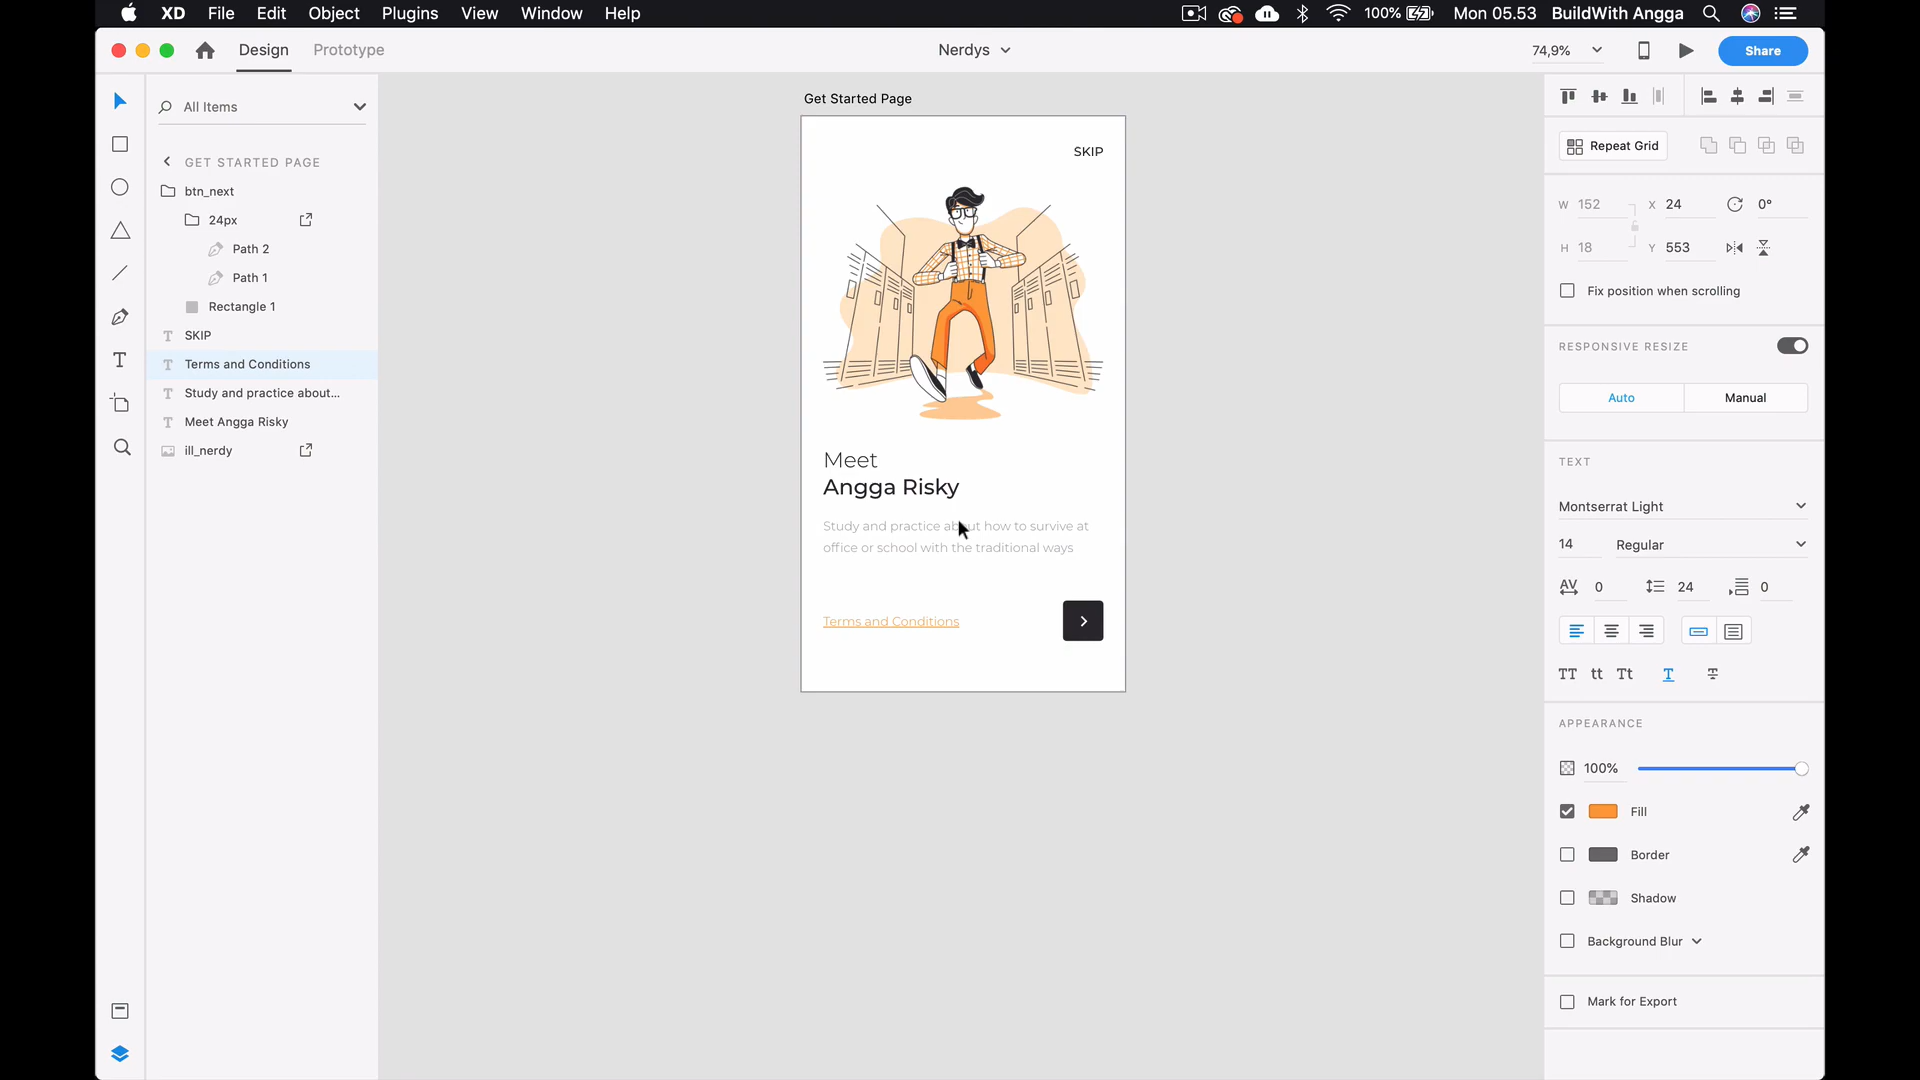 XD File Edit Object Plugins View Window Help 100% Mon 05.53 BuildWith Angga
Design Prototype Nerdys 74,9% Share
All Items
GET STARTED PAGE
btn_next
24px
Path 2
Path 1
Rectangle 1
SKIP
Terms and Conditions
Study and practice about...
Meet Angga Risky
ill_nerdy
Get Started Page
SKIP
Meet
Angga Risky
Study and practice about how to survive at
office or school with the traditional ways
Terms and Conditions
Repeat Grid
W 152 X 24 0°
H 18 Y 553
Fix position when scrolling
RESPONSIVE RESIZE
Auto Manual
TEXT
Montserrat Light
14 Regular
AV 0 24 0
TT tt Tt T T
APPEARANCE
100%
Fill
Border
Shadow
Background Blur
Mark for Export